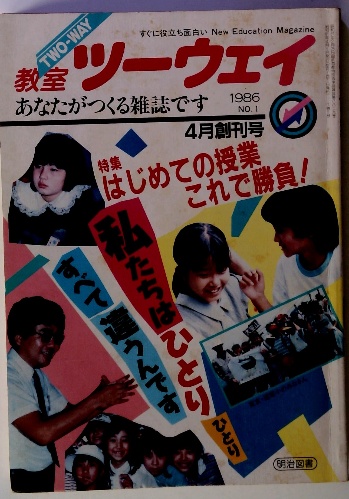 すぐに役立ち面白い New Education Magazine
TWO-WAY
教室 ツーウェイ
あなたがつくる雑誌です
1986
NO.1
4月創刊号
特集
はじめての授業
これで勝負!
私たちはひとり
ひとり
すべて違うんです
明治図書